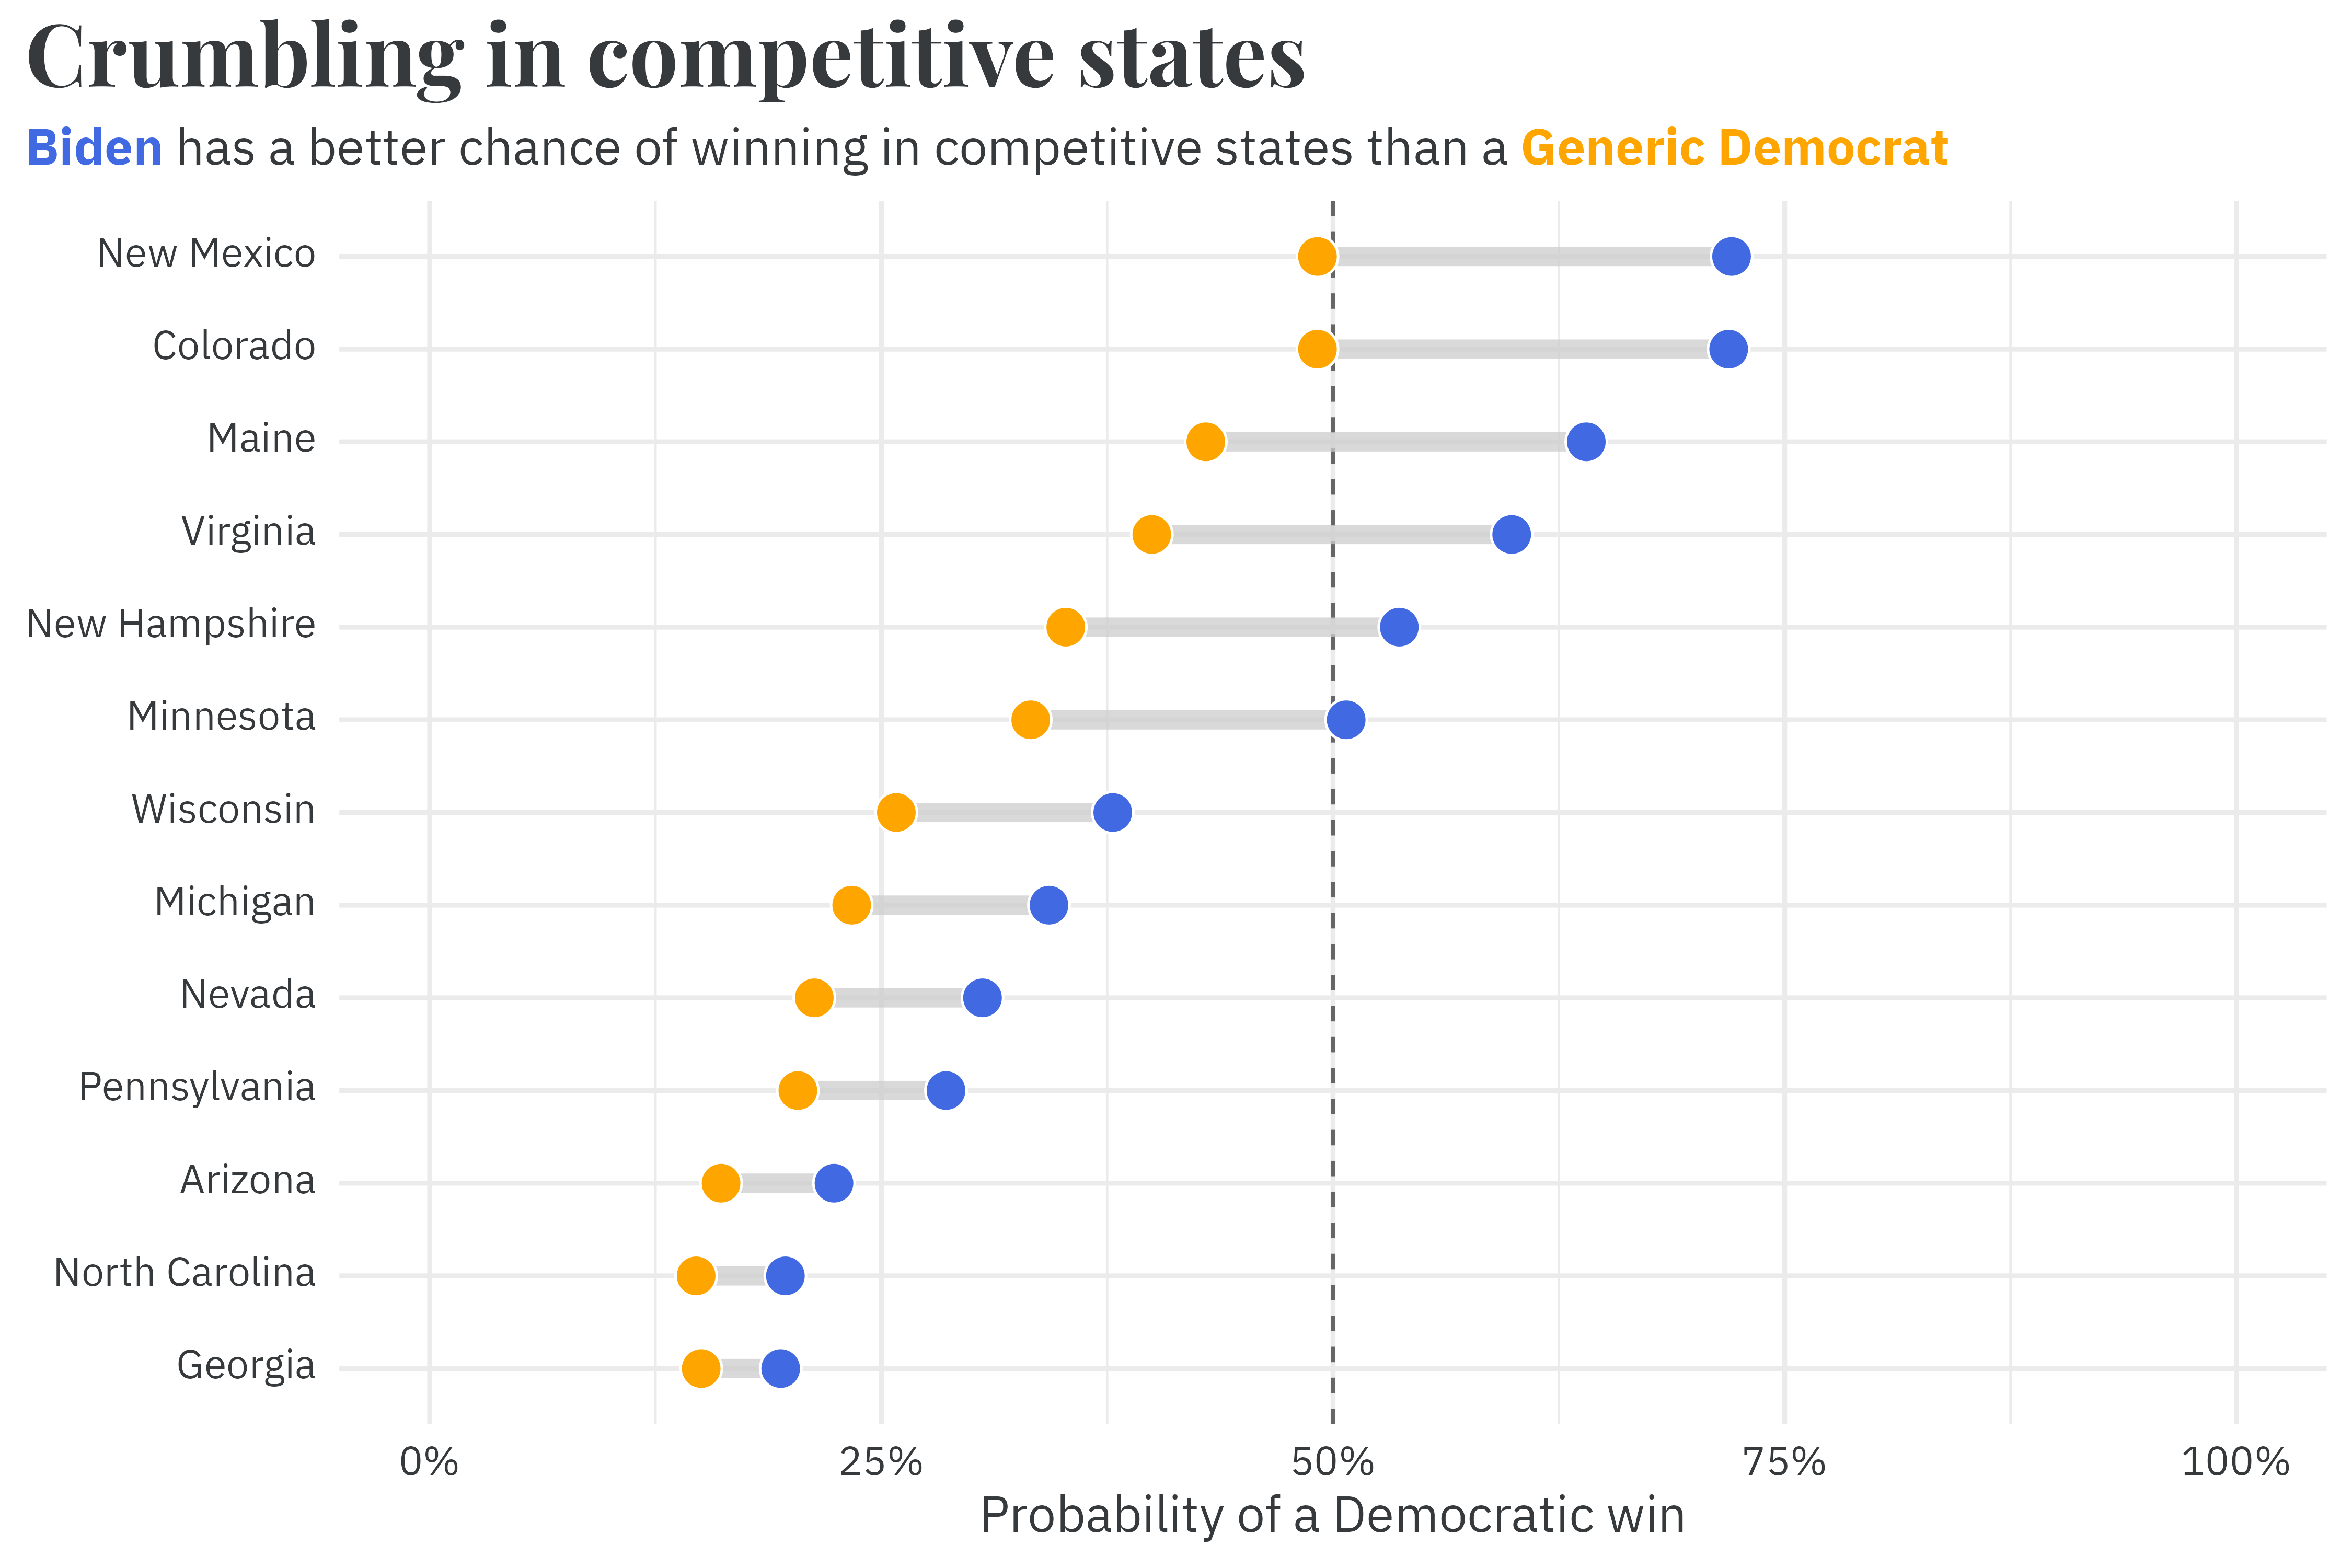 Crumbling in competitive states
Biden has a better chance of winning in competitive states than a Generic Democrat
New Mexico
Colorado
Maine
Virginia
New Hampshire
Minnesota
Wisconsin
Michigan
Nevada
Pennsylvania
Arizona
North Carolina
Georgia
0% 25% 50% 75% 100%
Probability of a Democratic win